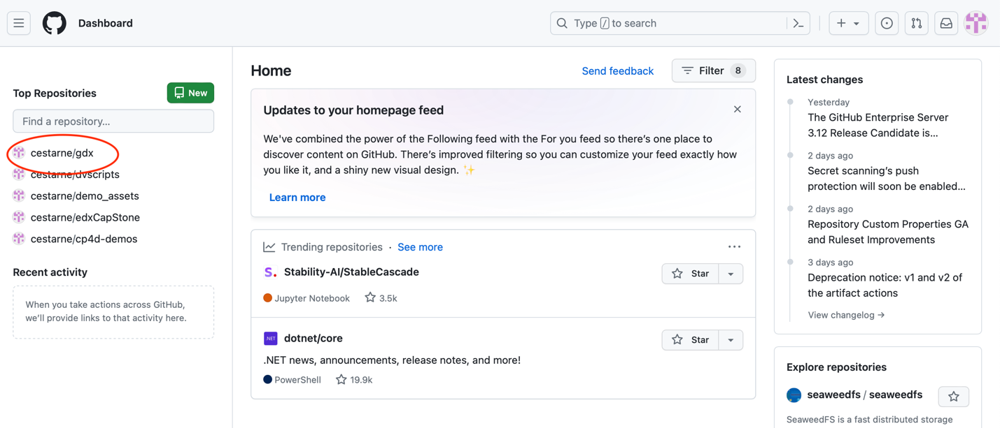 Dashboard
Type / to search
Top Repositories
New
Find a repository...
cestarne/gdx
cestarne/dvscripts
cestarne/demo_assets
cestarne/edxCapStone
cestarne/cp4d-demos
Recent activity
When you take actions across GitHub,
we’ll provide links to that activity here.
Home
Send feedback
Filter 8
Updates to your homepage feed
We've combined the power of the Following feed with the For you feed so there’s one place to
discover content on GitHub. There’s improved filtering so you can customize your feed exactly how
you like it, and a shiny new visual design. ✨
Learn more
Trending repositories · See more
S. Stability-AI/StableCascade
Star
Jupyter Notebook 3.5k
.NET dotnet/core
Star
.NET news, announcements, release notes, and more!
PowerShell 19.9k
Latest changes
Yesterday
The GitHub Enterprise Server
3.12 Release Candidate is...
2 days ago
Secret scanning’s push
protection will soon be enabled...
2 days ago
Repository Custom Properties GA
and Ruleset Improvements
3 days ago
Deprecation notice: v1 and v2 of
the artifact actions
View changelog →
Explore repositories
seaweedfs / seaweedfs
SeaweedFS is a fast distributed storage